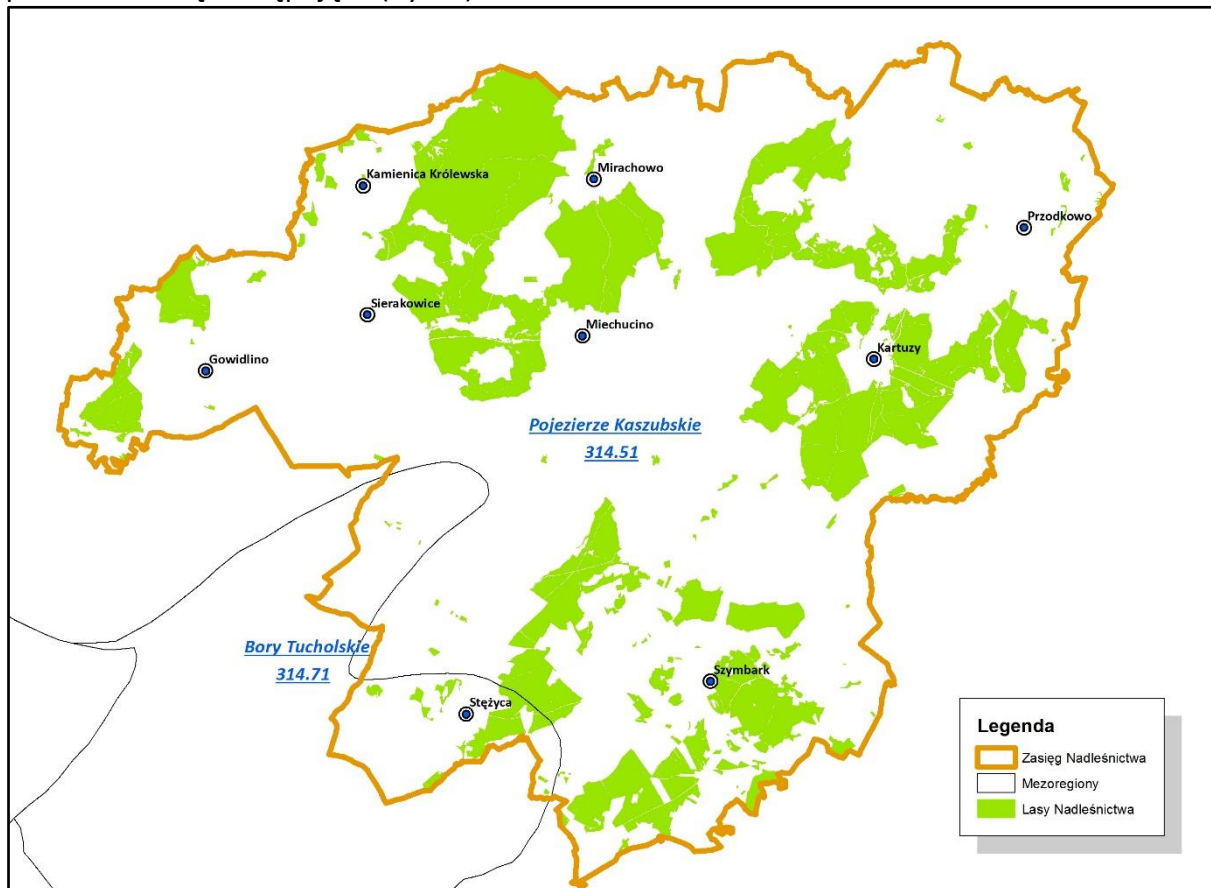 Kamienica Królewska
Mirachowo
Przodkowo
Sierakowice
Miechucino
Kartuzy
Gowidlino
Pojezierze Kaszubskie
314.51
Bory Tucholskie
314.71
Szymbark
Stężyca
Legenda
Zasięg Nadleśnictwa
Mezoregiony
Lasy Nadleśnictwa